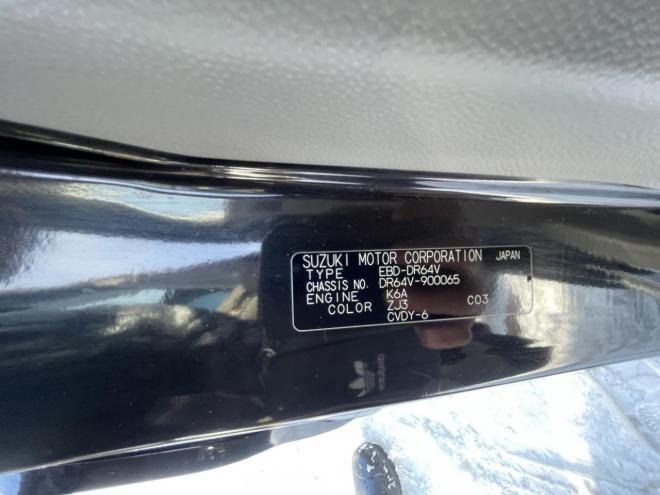 SUZUKI MOTOR CORPORATION JAPAN
TYPE EBD-DR64V
CHASSIS NO. DR64V-900065
ENGINE K6A
COLOR ZJ3 C03
CVDY-6